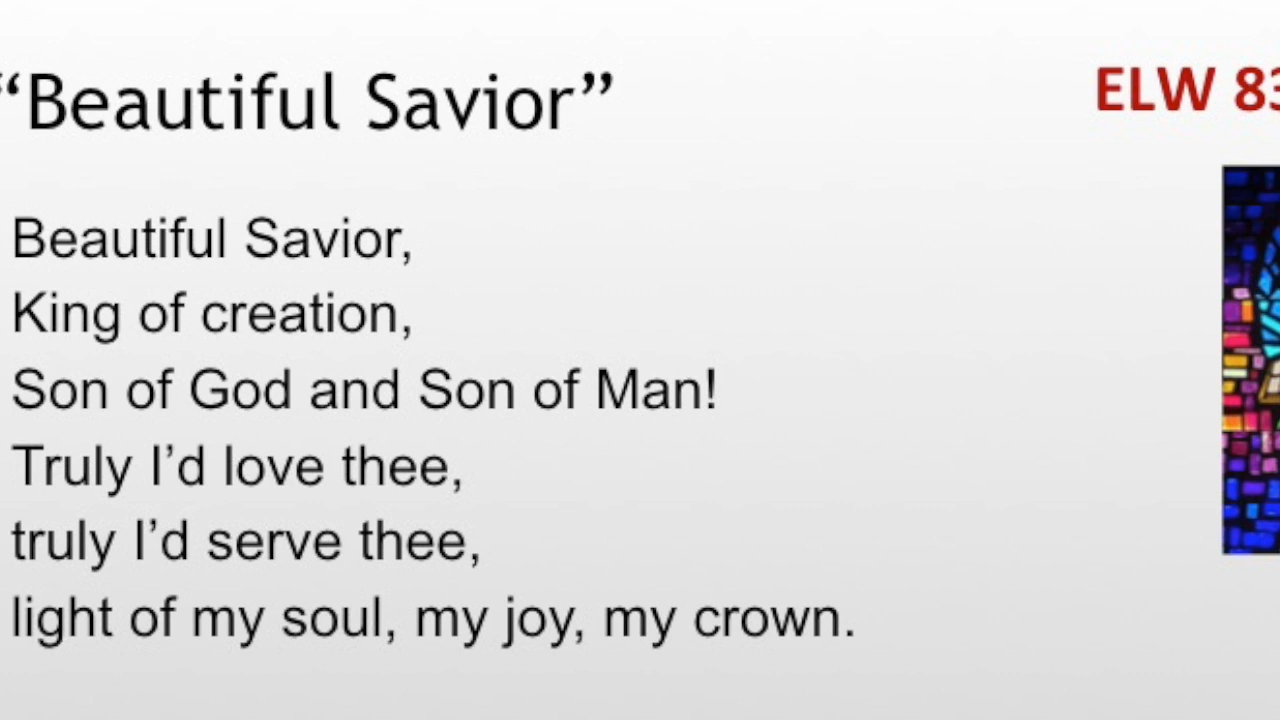 “Beautiful Savior”
ELW 83
Beautiful Savior,
King of creation,
Son of God and Son of Man!
Truly I’d love thee,
truly I’d serve thee,
light of my soul, my joy, my crown.